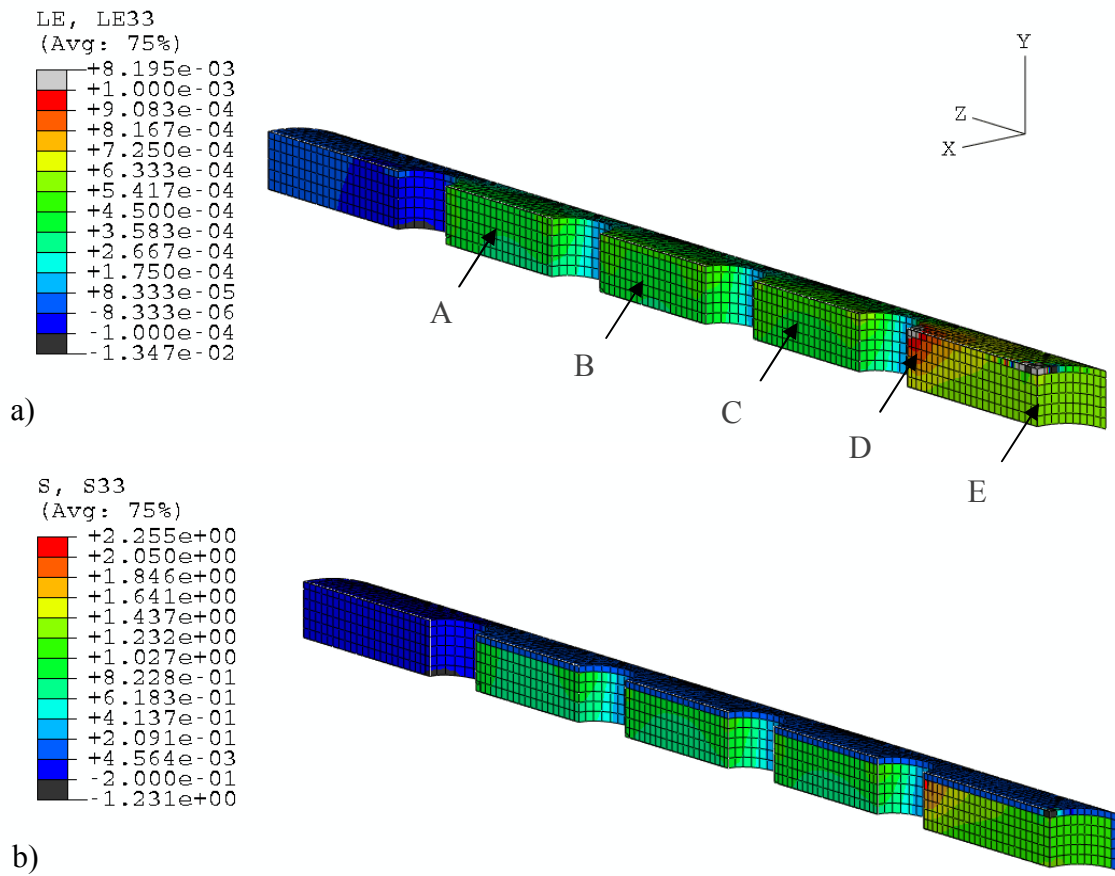 LE, LE33
(Avg: 75%)
+8.195e-03
+1.000e-03
+9.083e-04
+8.167e-04
+7.250e-04
+6.333e-04
+5.417e-04
+4.500e-04
+3.583e-04
+2.667e-04
+1.750e-04
+8.333e-05
-8.333e-06
-1.000e-04
-1.347e-02
Y
Z
X
A
B
C
D
E
a)
S, S33
(Avg: 75%)
+2.255e+00
+2.050e+00
+1.846e+00
+1.641e+00
+1.437e+00
+1.232e+00
+1.027e+00
+8.228e-01
+6.183e-01
+4.137e-01
+2.091e-01
+4.564e-03
-2.000e-01
-1.231e+00
b)